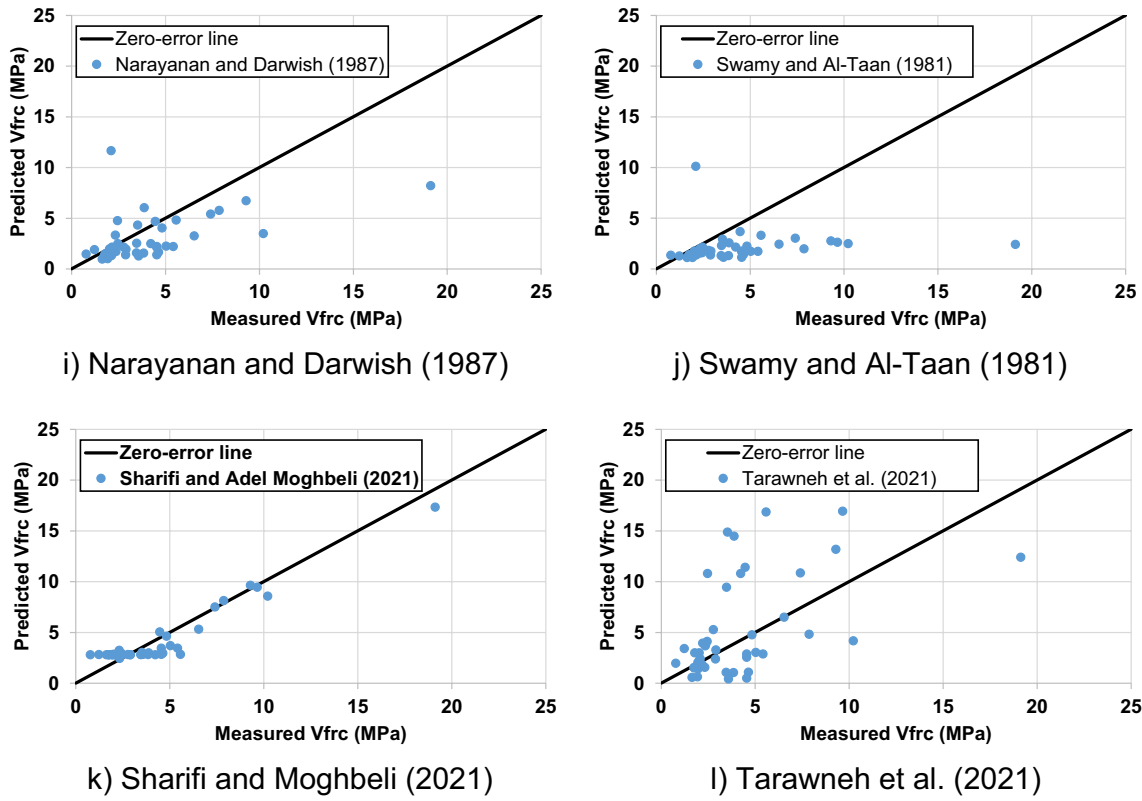 25
20
15
10
5
0
0 5 10 15 20 25
Predicted Vfrc (MPa)
Measured Vfrc (MPa)
Zero-error line
Narayanan and Darwish (1987)
i) Narayanan and Darwish (1987)
25
20
15
10
5
0
0 5 10 15 20 25
Predicted Vfrc (MPa)
Measured Vfrc (MPa)
Zero-error line
Swamy and Al-Taan (1981)
j) Swamy and Al-Taan (1981)
25
20
15
10
5
0
0 5 10 15 20 25
Predicted Vfrc (MPa)
Measured Vfrc (MPa)
Zero-error line
Sharifi and Adel Moghbeli (2021)
k) Sharifi and Moghbeli (2021)
25
20
15
10
5
0
0 5 10 15 20 25
Predicted Vfrc (MPa)
Measured Vfrc (MPa)
Zero-error line
Tarawneh et al. (2021)
l) Tarawneh et al. (2021)